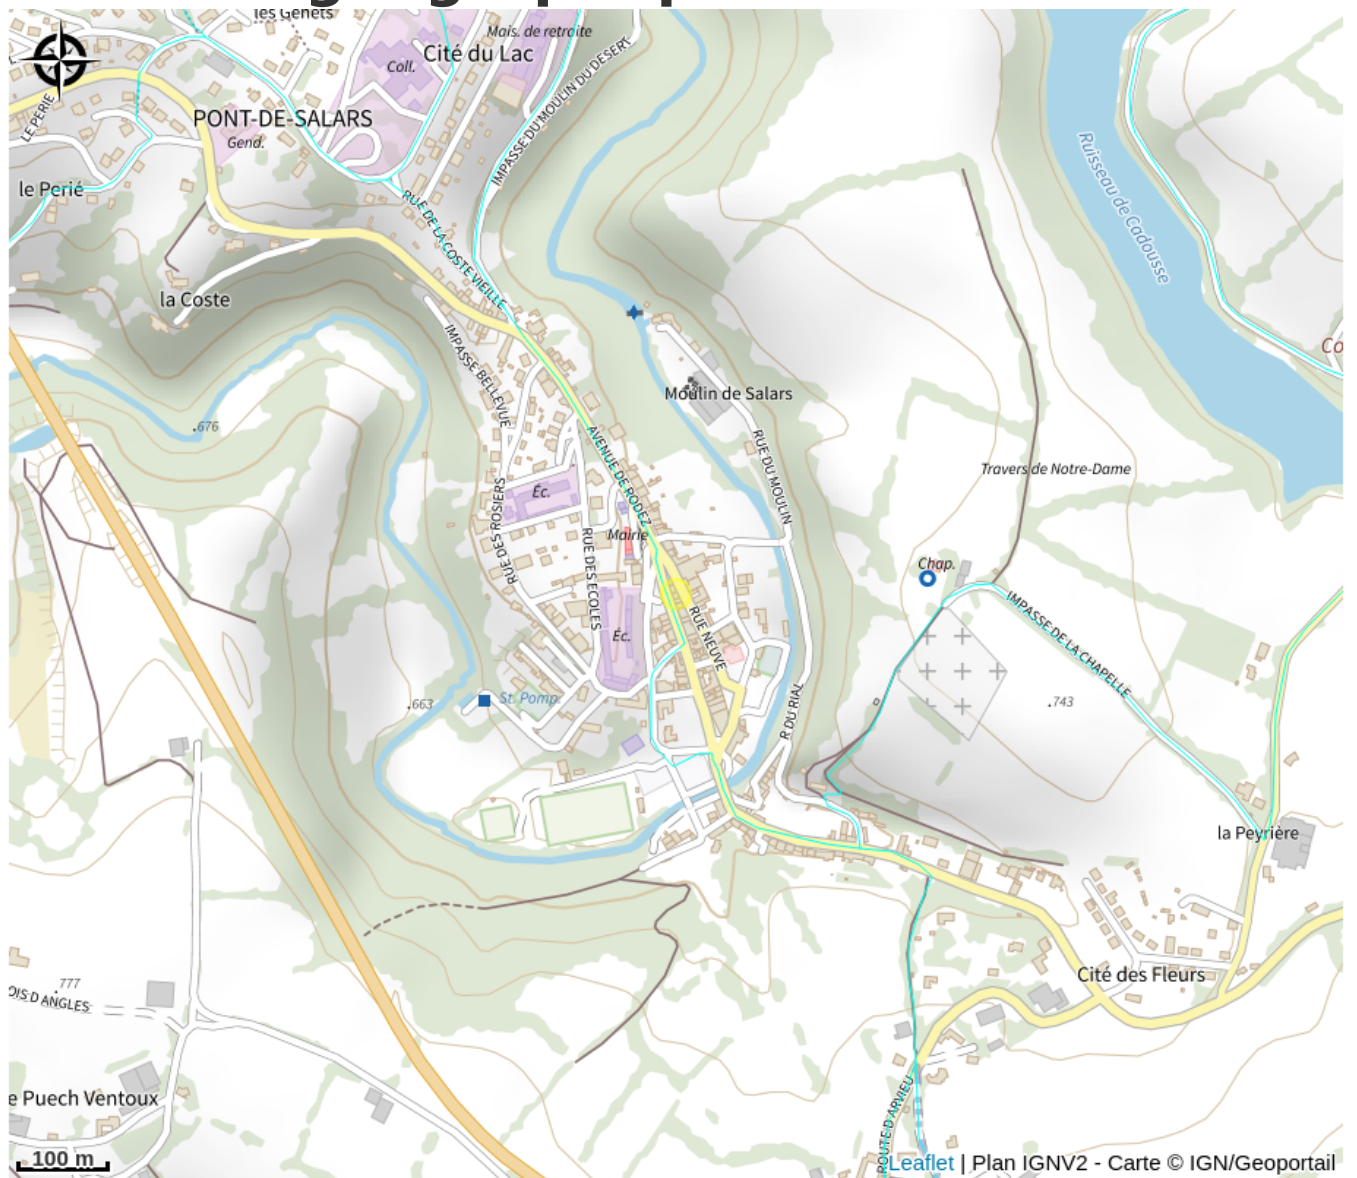 les Genêts
Mais. de retraite
Cité du Lac
Coll.
IMPASSE DU MOULIN DU DESERT
LE PERIE
PONT-DE-SALARS
Gend.
le Perié
RUE DE LA COSTE VIEILLE
Ruisseau de Cadousse
la Coste
IMPASSE BELLEVUE
Moulin de Salars
.676
AVENUE DE RODEZ
RUE DU MOULIN
Travers de Notre-Dame
Éc.
RUE DES ROSIERS
Mairie
RUE DES ECOLES
Chap.
IMPASSE DE LA CHAPELLE
RUE NEUVE
Éc.
St. Pomp.
.663
R DU RIAL
.743
la Peyrière
Cité des Fleurs
.777
OIS D ANGLES
e Puech Ventoux
ROUTE D'ARVIEU
100 m
Leaflet | Plan IGNV2 - Carte © IGN/Geoportail